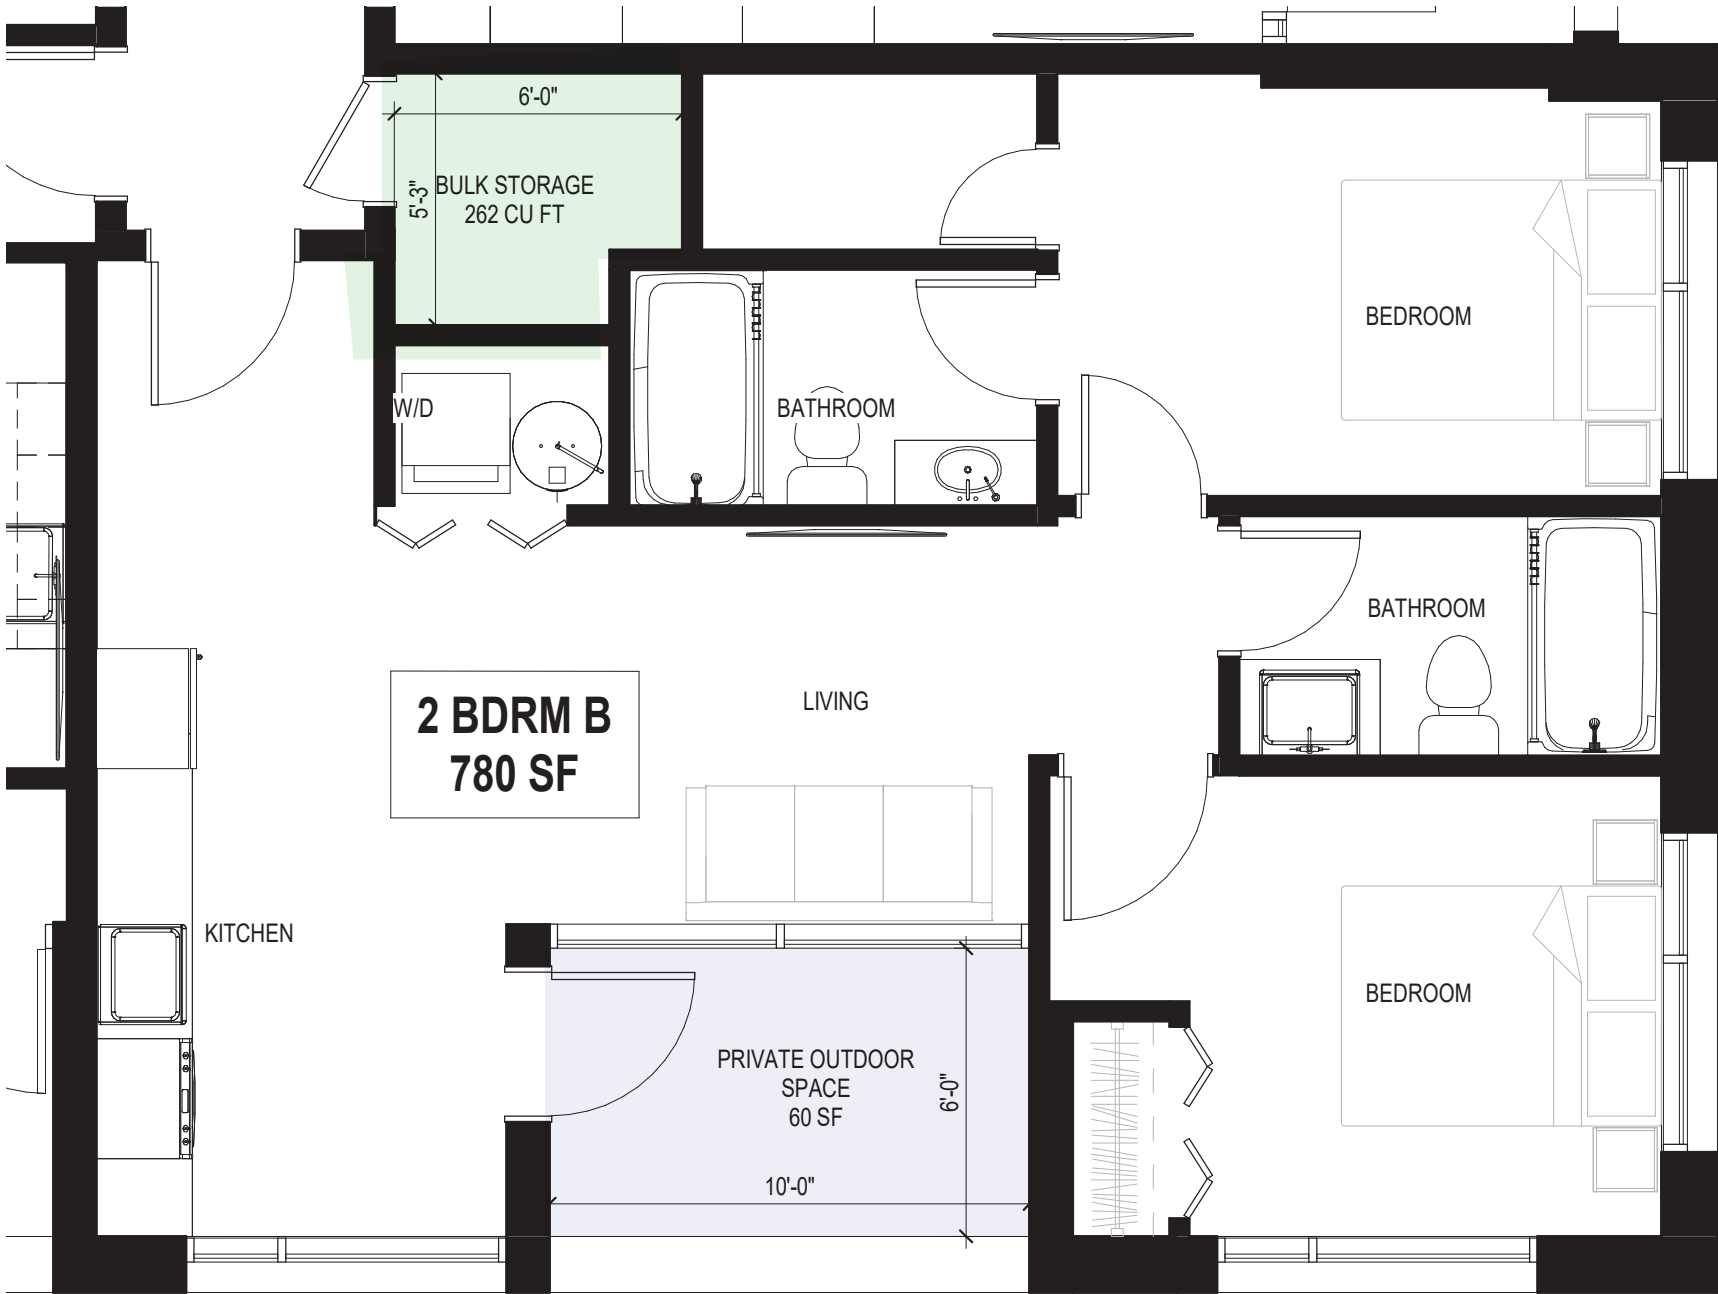 6'-0"
5'-3"
BULK STORAGE
262 CU FT
BEDROOM
W/D
BATHROOM
BATHROOM
2 BDRM B
780 SF
LIVING
KITCHEN
BEDROOM
PRIVATE OUTDOOR
SPACE
60 SF
6'-0"
10'-0"